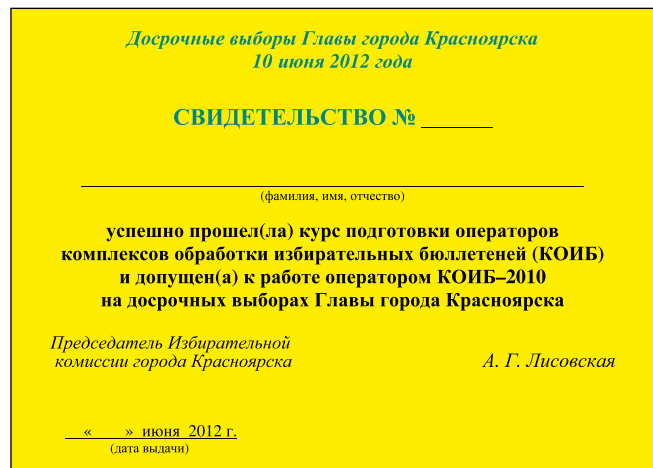 Досрочные выборы Главы города Красноярска
10 июня 2012 года
СВИДЕТЕЛЬСТВО № ______
(фамилия, имя, отчество)
успешно прошел(ла) курс подготовки операторов
комплексов обработки избирательных бюллетеней (КОИБ)
и допущен(а) к работе оператором КОИБ–2010
на досрочных выборах Главы города Красноярска
Председатель Избирательной
комиссии города Красноярска А. Г. Лисовская
« » июня 2012 г.
(дата выдачи)